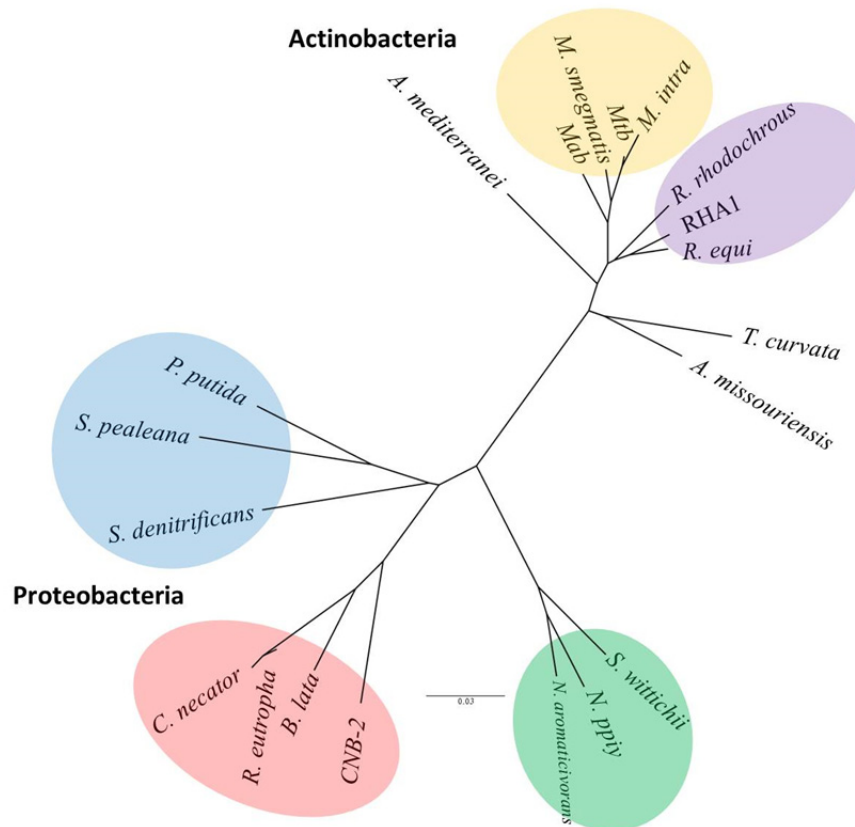 Actinobacteria
A. mediterranei
Mab
M. smegmatis
Mtb
M. intra
R. rhodochrous
RHA1
R. equi
T. curvata
A. missouriensis
P. putida
S. pealeana
S. denitrificans
Proteobacteria
C. necator
R. eutropha
B. lata
CNB-2
0.03
N. aromaticivorans
N. ppiy
S. wittichii